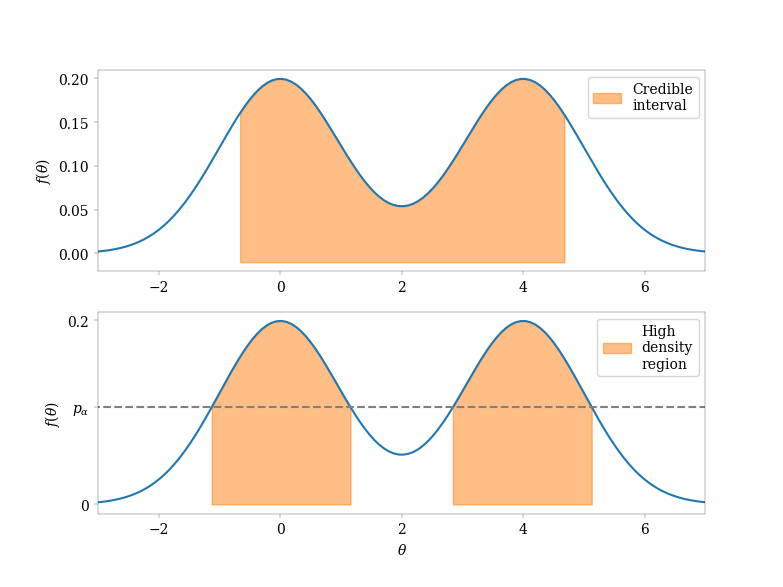 0.20
0.15
0.10
0.05
0.00
f(θ)
Credible
interval
−2
0
2
4
6
0.2
pα
0
f(θ)
High
density
region
−2
0
2
4
6
θ